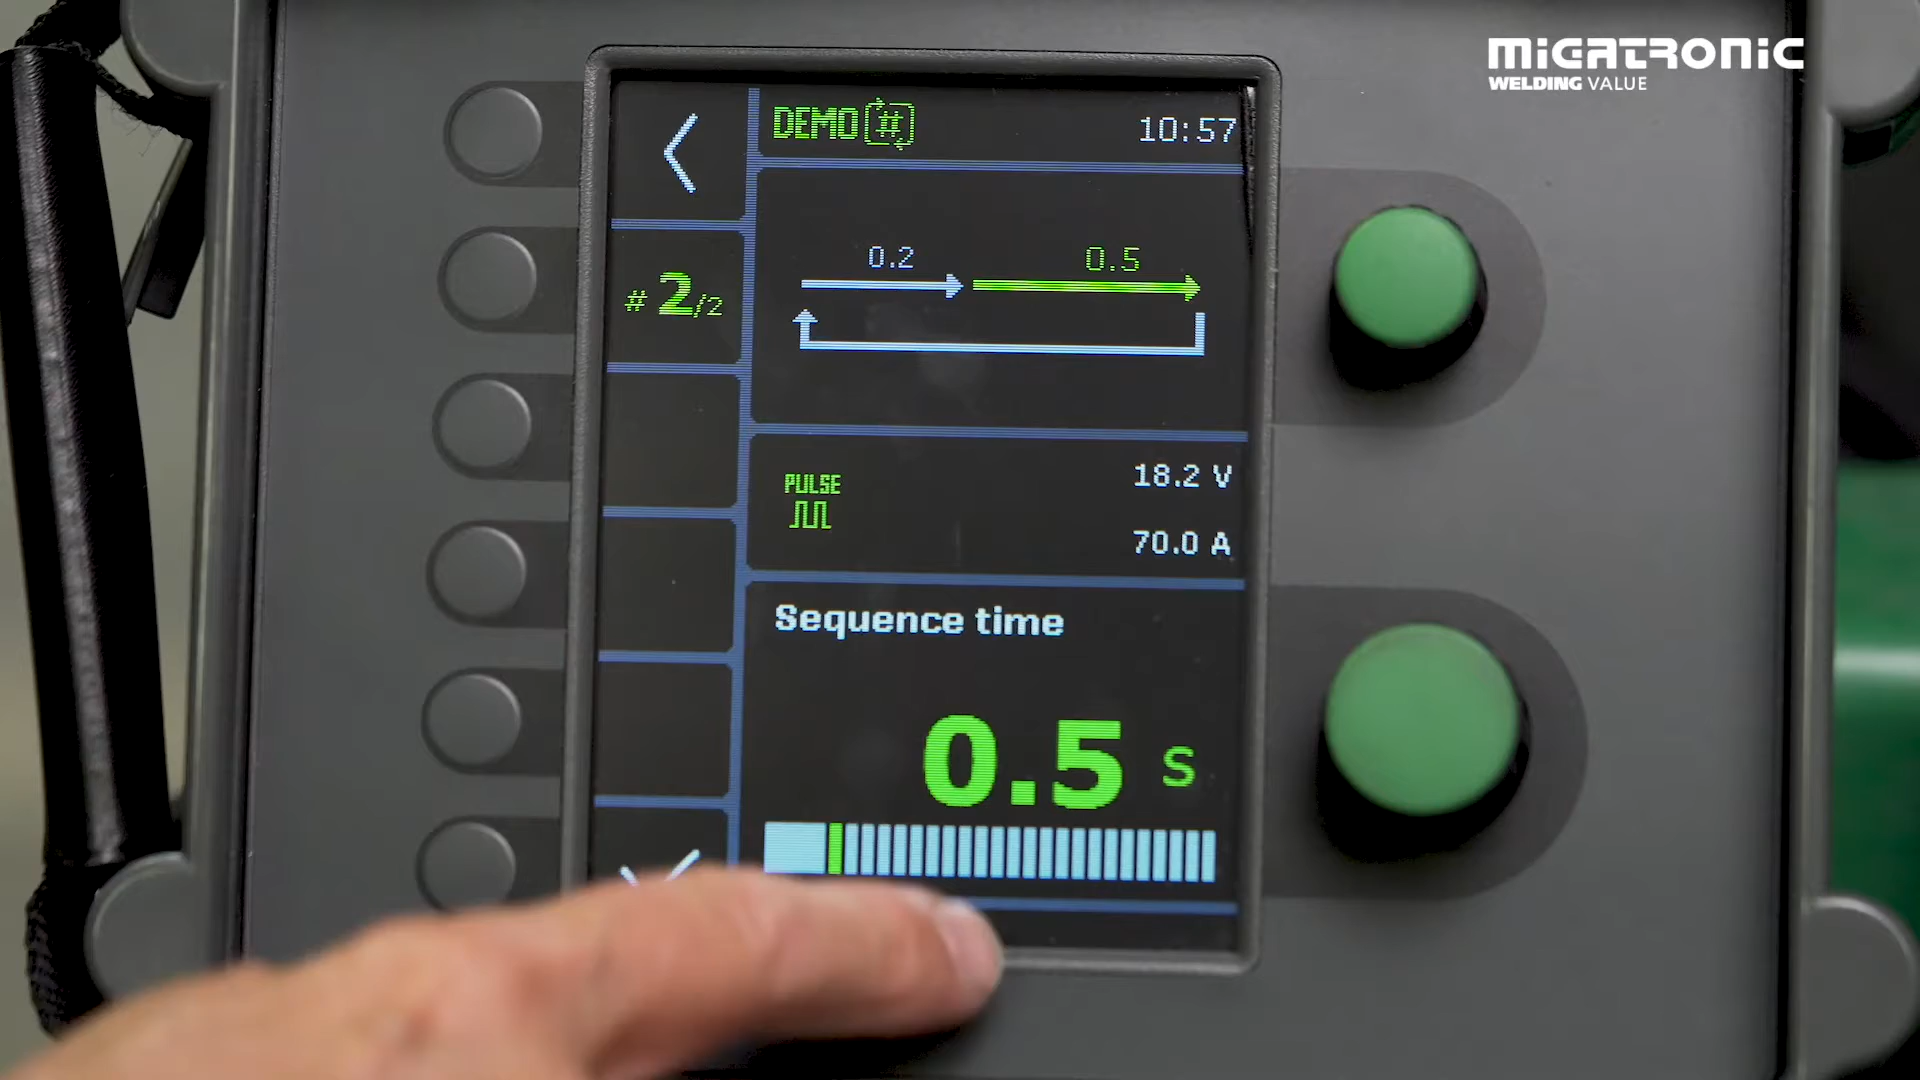 MIGATRONIC
WELDING VALUE
DEMO #
10:57
0.2
0.5
# 2/2
PULSE
18.2 V
70.0 A
Sequence time
0.5 s